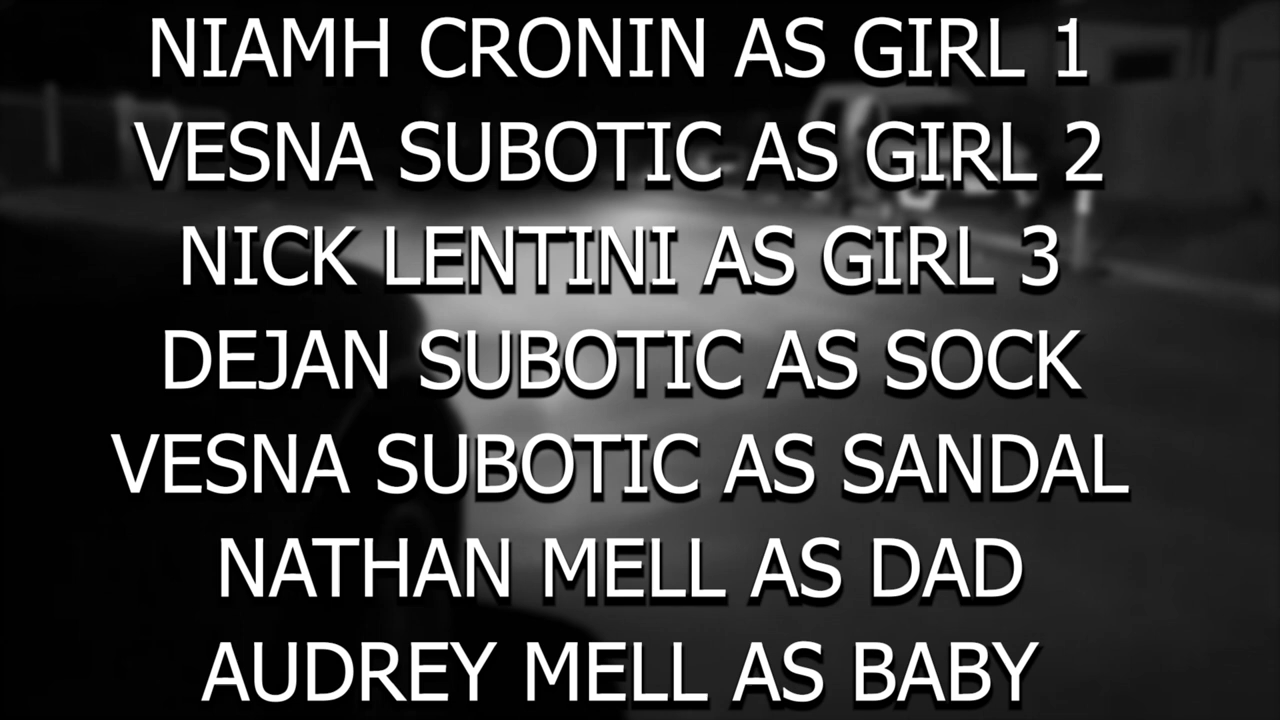 NIAMH CRONIN AS GIRL 1
VESNA SUBOTIC AS GIRL 2
NICK LENTINI AS GIRL 3
DEJAN SUBOTIC AS SOCK
VESNA SUBOTIC AS SANDAL
NATHAN MELL AS DAD
AUDREY MELL AS BABY